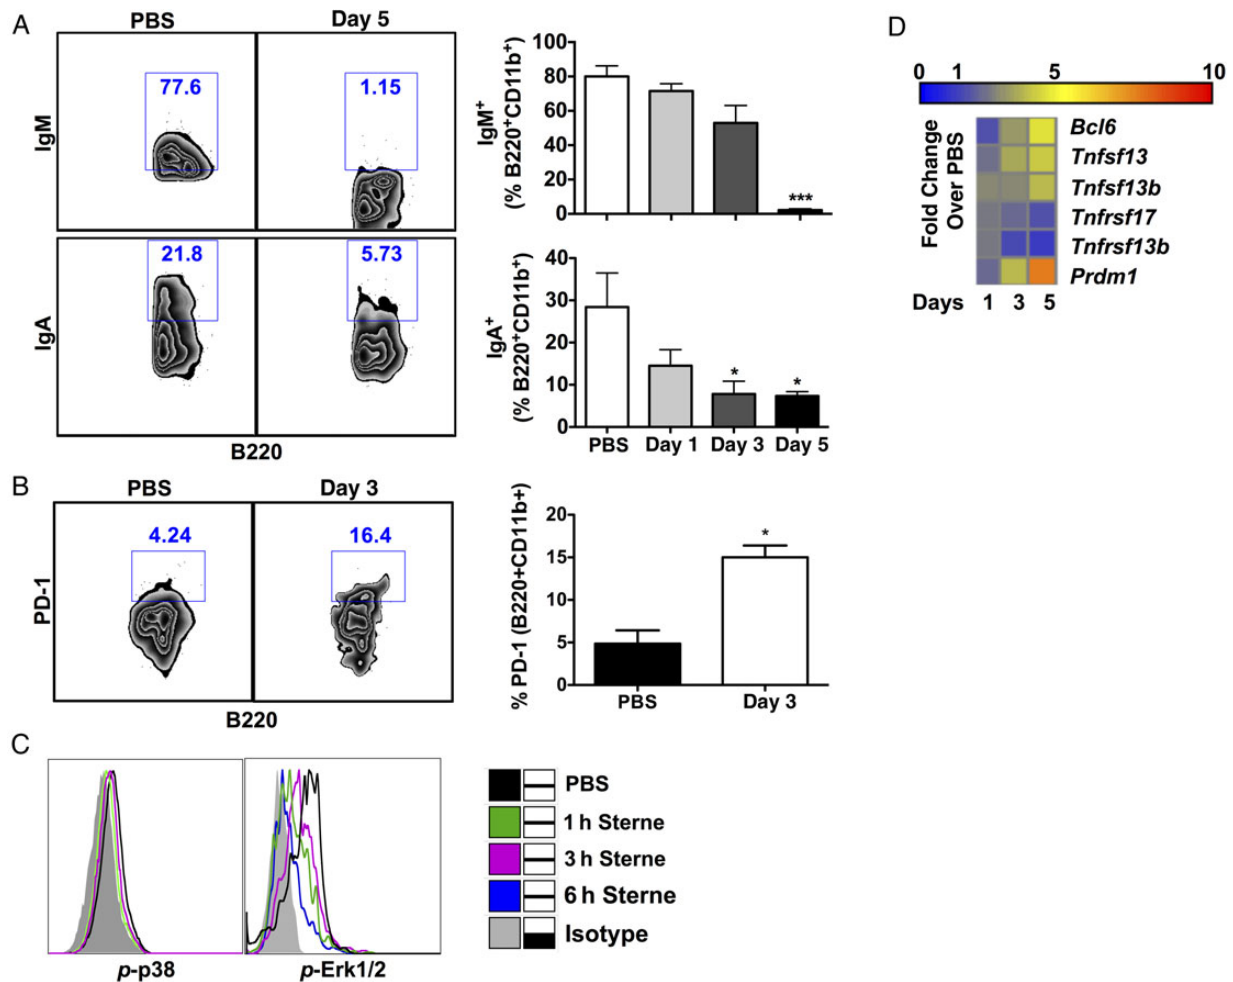 A
PBS
Day 5
IgM
77.6
1.15
IgA
21.8
5.73
B220
IgM+
(% B220+CD11b+)
100
80
60
40
20
0
***
IgA+
(% B220+CD11b+)
40
30
20
10
0
*
*
PBS
Day 1
Day 3
Day 5
B
PBS
Day 3
PD-1
4.24
16.4
B220
% PD-1 (B220+CD11b+)
20
15
10
5
0
*
PBS
Day 3
C
p-p38
p-Erk1/2
PBS
1 h Sterne
3 h Sterne
6 h Sterne
Isotype
D
0 1 5 10
Fold Change
Over PBS
Bcl6
Tnfsf13
Tnfsf13b
Tnfrsf17
Tnfrsf13b
Prdm1
Days 1 3 5